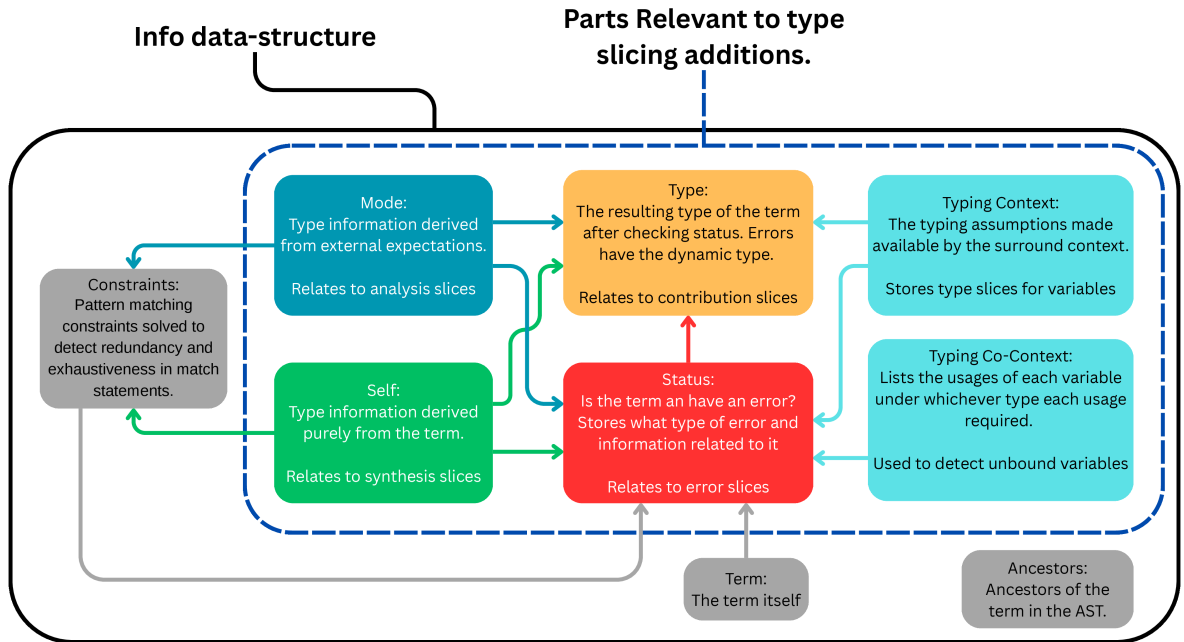 Info data-structure
Parts Relevant to type
slicing additions.
Mode:
Type information derived
from external expectations.
Relates to analysis slices
Type:
The resulting type of the term
after checking status. Errors
have the dynamic type.
Relates to contribution slices
Typing Context:
The typing assumptions made
available by the surround context.
Stores type slices for variables
Constraints:
Pattern matching
constraints solved to
detect redundancy and
exhaustiveness in match
statements.
Self:
Type information derived
purely from the term.
Relates to synthesis slices
Status:
Is the term an have an error?
Stores what type of error and
information related to it
Relates to error slices
Typing Co-Context:
Lists the usages of each variable
under whichever type each usage
required.
Used to detect unbound variables
Term:
The term itself
Ancestors:
Ancestors of the
term in the AST.